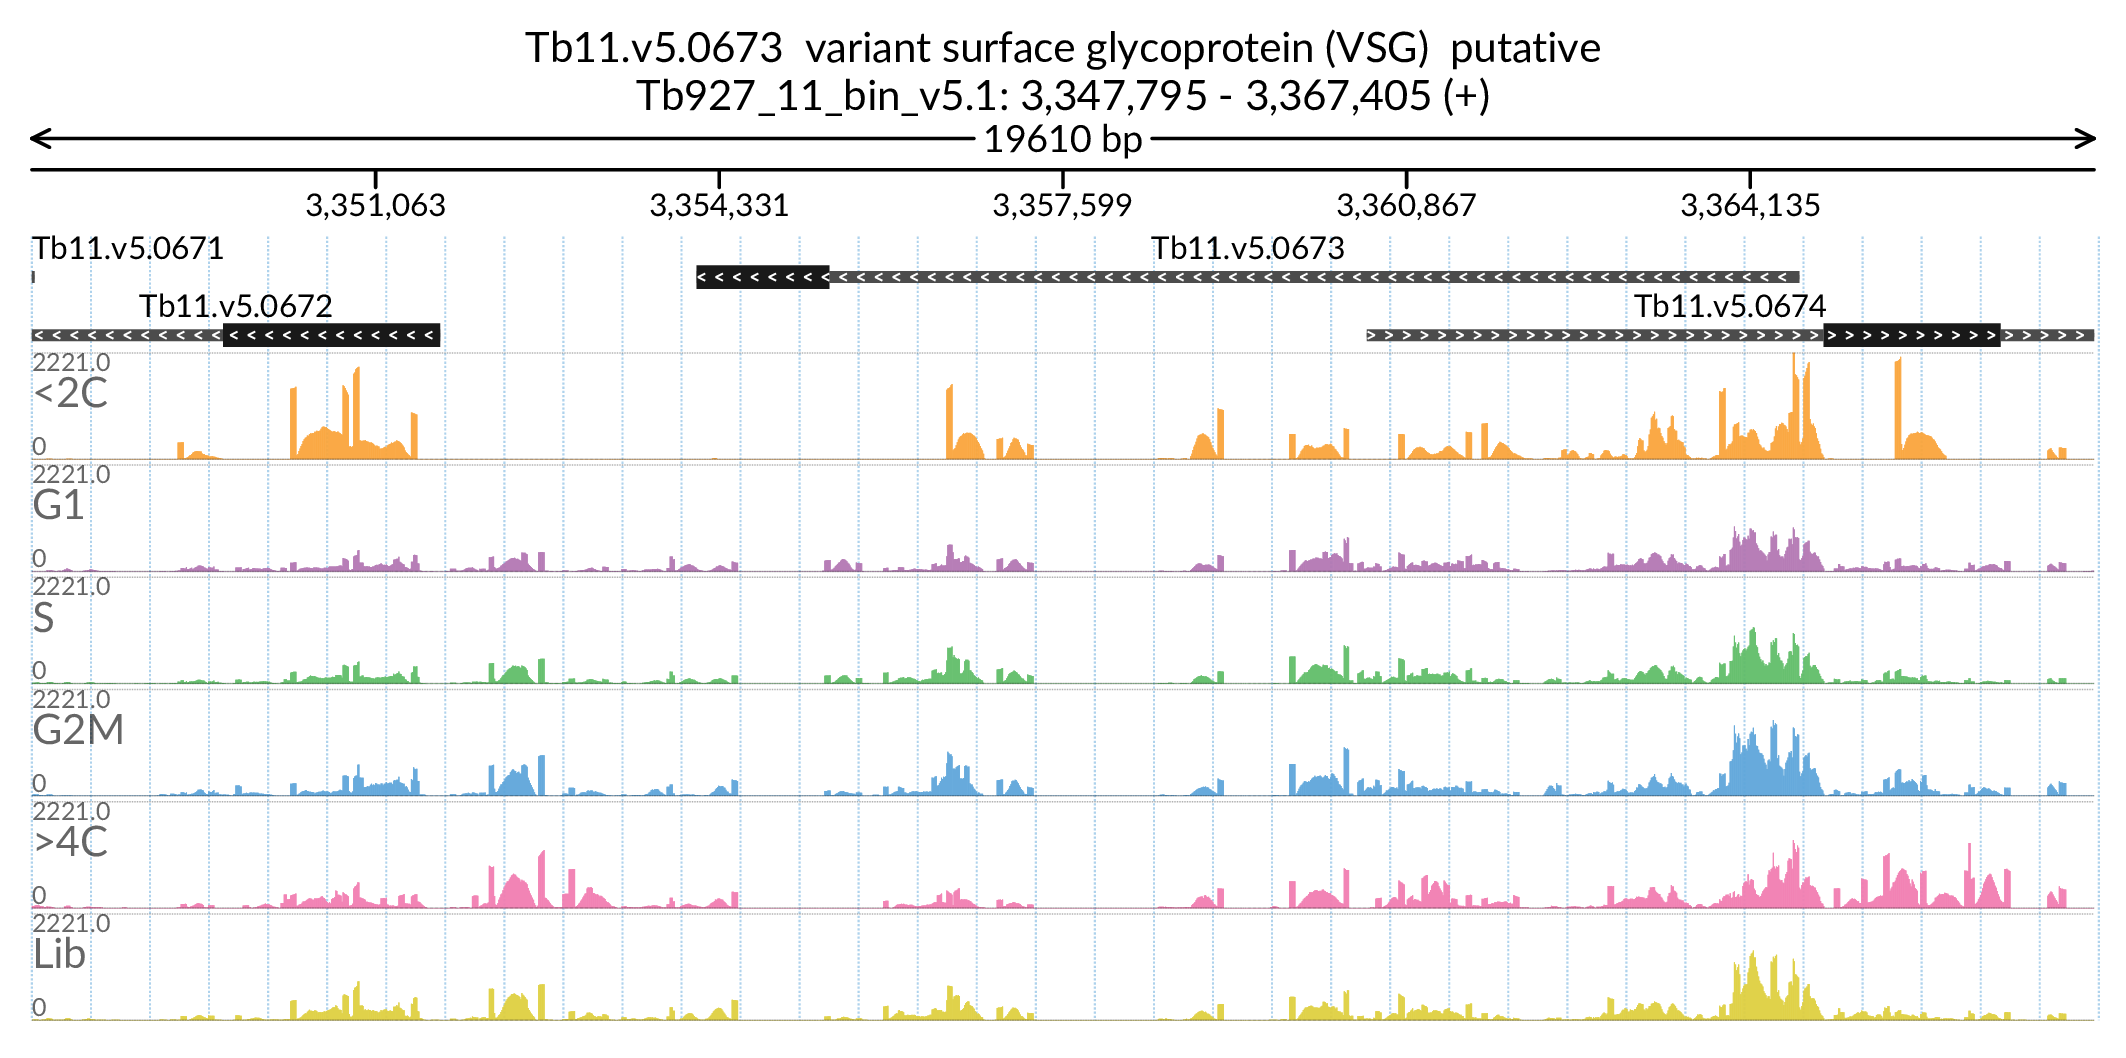 Tb11.v5.0673  variant surface glycoprotein (VSG)  putative
Tb927_11_bin_v5.1: 3,347,795 - 3,367,405 (+)
19610 bp
3,351,063 3,354,331 3,357,599 3,360,867 3,364,135
Tb11.v5.0671 Tb11.v5.0673
Tb11.v5.0672 Tb11.v5.0674
2221.0
<2C
0
2221.0
G1
0
2221.0
S
0
2221.0
G2M
0
2221.0
>4C
0
2221.0
Lib
0